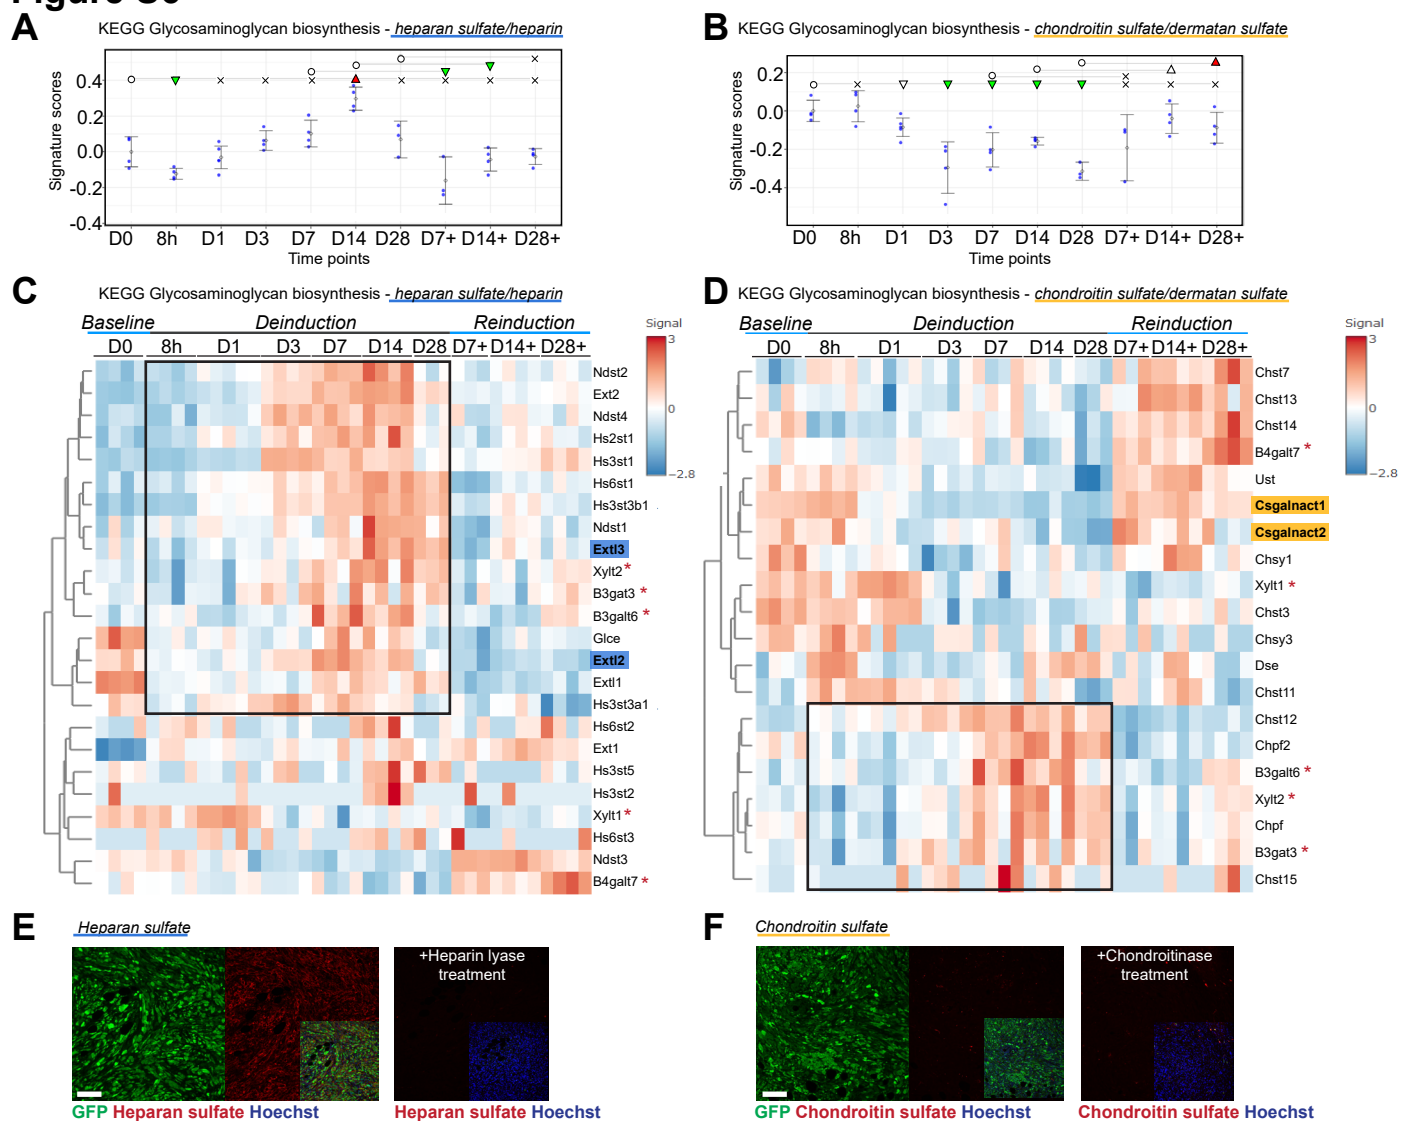 A
KEGG Glycosaminoglycan biosynthesis - heparan sulfate/heparin
Signature scores
0.4
0.2
0.0
-0.2
-0.4
D0 8h D1 D3 D7 D14 D28 D7+ D14+ D28+
Time points
B
KEGG Glycosaminoglycan biosynthesis - chondroitin sulfate/dermatan sulfate
Signature scores
0.2
0.0
-0.2
-0.4
D0 8h D1 D3 D7 D14 D28 D7+ D14+ D28+
Time points
C
KEGG Glycosaminoglycan biosynthesis - heparan sulfate/heparin
Baseline Deinduction Reinduction
D0 8h D1 D3 D7 D14 D28 D7+ D14+ D28+
Signal
3
0
−2.8
Ndst2
Ext2
Ndst4
Hs2st1
Hs3st1
Hs6st1
Hs3st3b1
Ndst1
Extl3
Xylt2*
B3gat3 *
B3galt6 *
Glce
Extl2
Extl1
Hs3st3a1
Hs6st2
Ext1
Hs3st5
Hs3st2
Xylt1*
Hs6st3
Ndst3
B4galt7 *
D
KEGG Glycosaminoglycan biosynthesis - chondroitin sulfate/dermatan sulfate
Baseline Deinduction Reinduction
D0 8h D1 D3 D7 D14 D28 D7+ D14+ D28+
Signal
3
0
−2.8
Chst7
Chst13
Chst14
B4galt7 *
Ust
Csgalnact1
Csgalnact2
Chsy1
Xylt1 *
Chst3
Chsy3
Dse
Chst11
Chst12
Chpf2
B3galt6 *
Xylt2 *
Chpf
B3gat3 *
Chst15
E
Heparan sulfate
+Heparin lyase
treatment
GFP Heparan sulfate Hoechst
Heparan sulfate Hoechst
F
Chondroitin sulfate
+Chondroitinase
treatment
GFP Chondroitin sulfate Hoechst
Chondroitin sulfate Hoechst